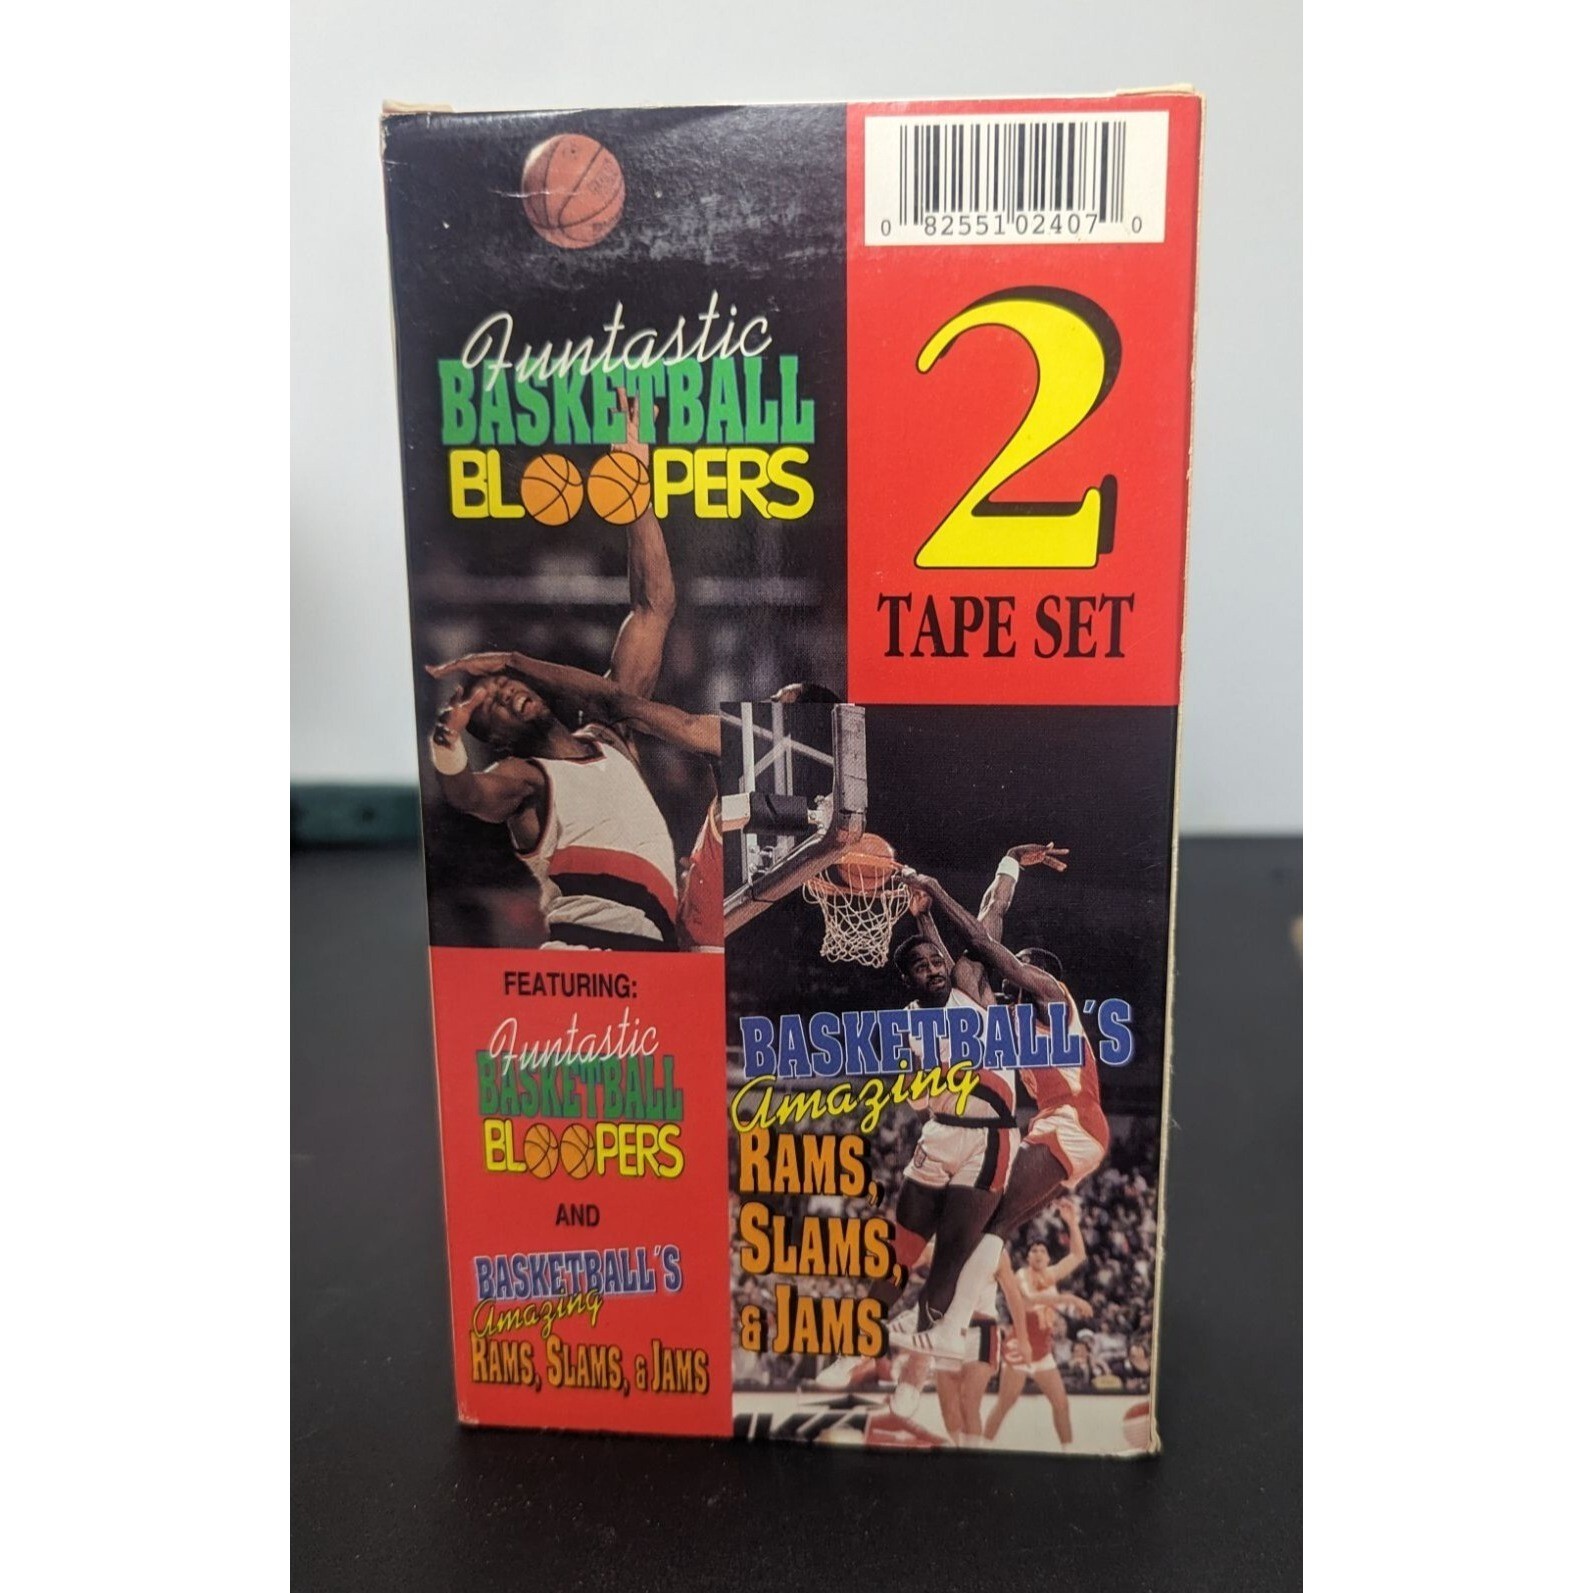 0 82551 02407 0
Funtastic
BASKETBALL
BLOOPERS
2
TAPE SET
FEATURING:
Funtastic
BASKETBALL
BLOOPERS
AND
BASKETBALL'S
Amazing
RAMS, SLAMS, & JAMS
BASKETBALL'S
Amazing
RAMS,
SLAMS,
& JAMS